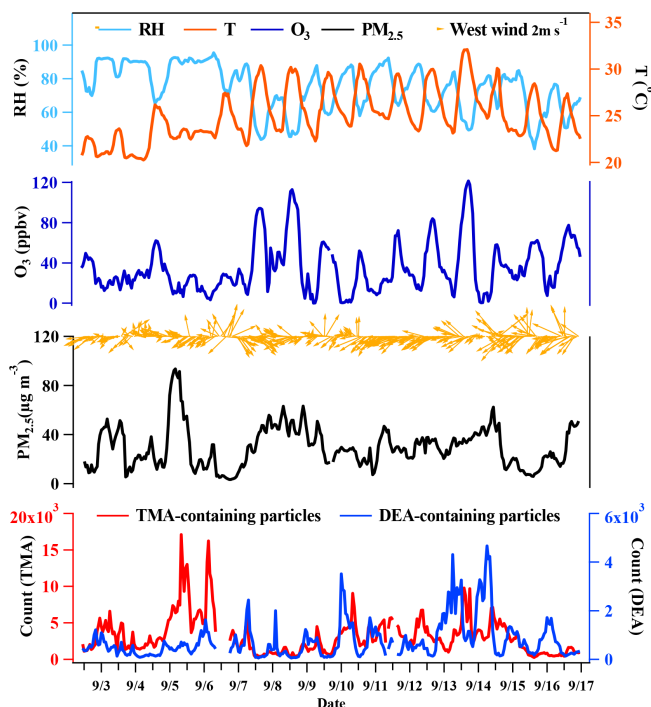 RH T O3 PM2.5 West wind 2m s-1
RH (%)
100
80
60
40
T (°C)
35
30
25
20
O3 (ppbv)
120
80
40
0
PM2.5(µg m-3)
120
80
40
0
TMA-containing particles DEA-containing particles
Count (TMA)
20x10³
15
10
5
0
Count (DEA)
6x10³
4
2
0
9/3 9/4 9/5 9/6 9/7 9/8 9/9 9/10 9/11 9/12 9/13 9/14 9/15 9/16 9/17
Date